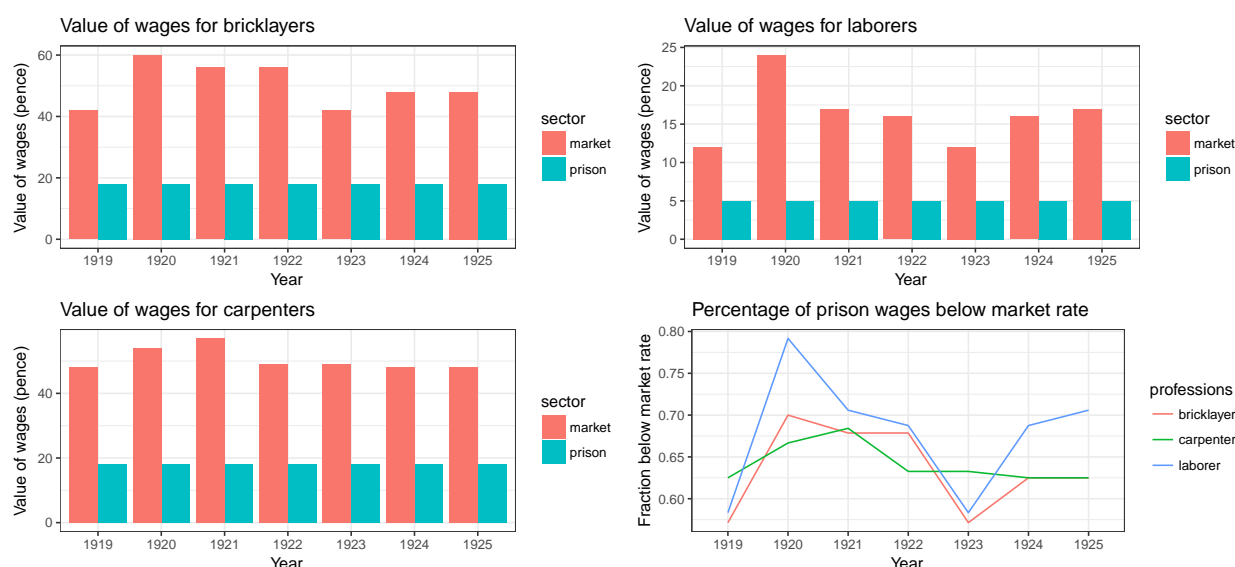 Value of wages for bricklayers
Value of wages (pence)
60
40
20
0
1919 1920 1921 1922 1923 1924 1925
Year
sector
market
prison
Value of wages for laborers
Value of wages (pence)
25
20
15
10
5
0
1919 1920 1921 1922 1923 1924 1925
Year
sector
market
prison
Value of wages for carpenters
Value of wages (pence)
40
20
0
1919 1920 1921 1922 1923 1924 1925
Year
sector
market
prison
Percentage of prison wages below market rate
Fraction below market rate
0.80
0.75
0.70
0.65
0.60
1919 1920 1921 1922 1923 1924 1925
Year
professions
bricklayer
carpenter
laborer